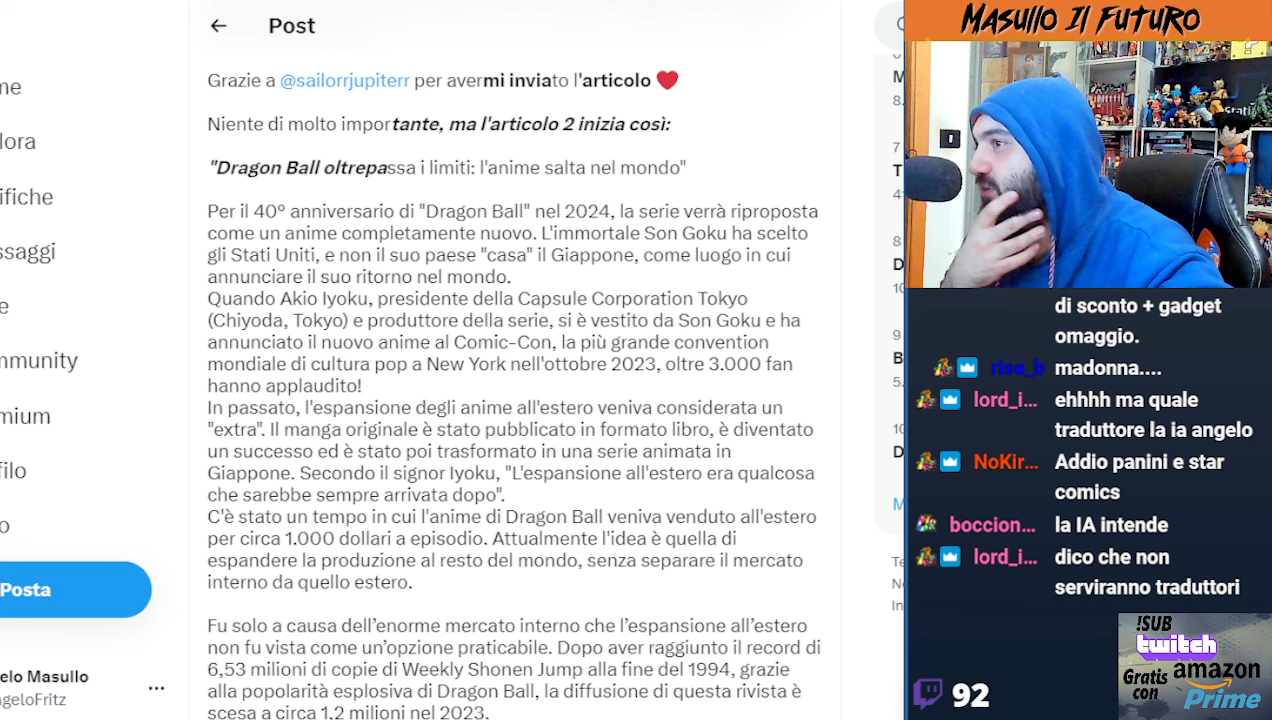 ← Post
Grazie a @sailorrjupiterr per avermi inviato l'articolo ❤
Niente di molto importante, ma l'articolo 2 inizia così:
"Dragon Ball oltrepassa i limiti: l'anime salta nel mondo"
Per il 40° anniversario di "Dragon Ball" nel 2024, la serie verrà riproposta
come un anime completamente nuovo. L'immortale Son Goku ha scelto
gli Stati Uniti, e non il suo paese "casa" il Giappone, come luogo in cui
annunciare il suo ritorno nel mondo.
Quando Akio Iyoku, presidente della Capsule Corporation Tokyo
(Chiyoda, Tokyo) e produttore della serie, si è vestito da Son Goku e ha
annunciato il nuovo anime al Comic-Con, la più grande convention
mondiale di cultura pop a New York nell'ottobre 2023, oltre 3.000 fan
hanno applaudito!
In passato, l'espansione degli anime all'estero veniva considerata un
"extra". Il manga originale è stato pubblicato in formato libro, è diventato
un successo ed è stato poi trasformato in una serie animata in
Giappone. Secondo il signor Iyoku, "L'espansione all'estero era qualcosa
che sarebbe sempre arrivata dopo".
C'è stato un tempo in cui l'anime di Dragon Ball veniva venduto all'estero
per circa 1.000 dollari a episodio. Attualmente l'idea è quella di
espandere la produzione al resto del mondo, senza separare il mercato
interno da quello estero.
Fu solo a causa dell’enorme mercato interno che l’espansione all’estero
non fu vista come un’opzione praticabile. Dopo aver raggiunto il record di
6,53 milioni di copie di Weekly Shonen Jump alla fine del 1994, grazie
alla popolarità esplosiva di Dragon Ball, la diffusione di questa rivista è
scesa a circa 1,2 milioni nel 2023.
me
lora
ifiche
ssaggi
e
mmunity
mium
filo
o
Posta
elo Masullo
ngeloFritz
...
Masullo Il Futuro
di sconto + gadget
omaggio.
rise_b madonna....
lord_i... ehhhh ma quale
traduttore la ia angelo
NoKir... Addio panini e star
comics
boccion... la IA intende
lord_i... dico che non
serviranno traduttori
92
!SUB
twitch
Gratis
con
amazon
Prime